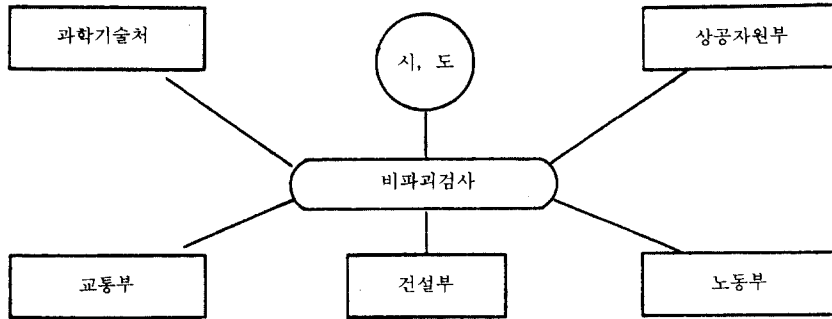 과학기술처
시, 도
상공자원부
비파괴검사
교통부
건설부
노동부